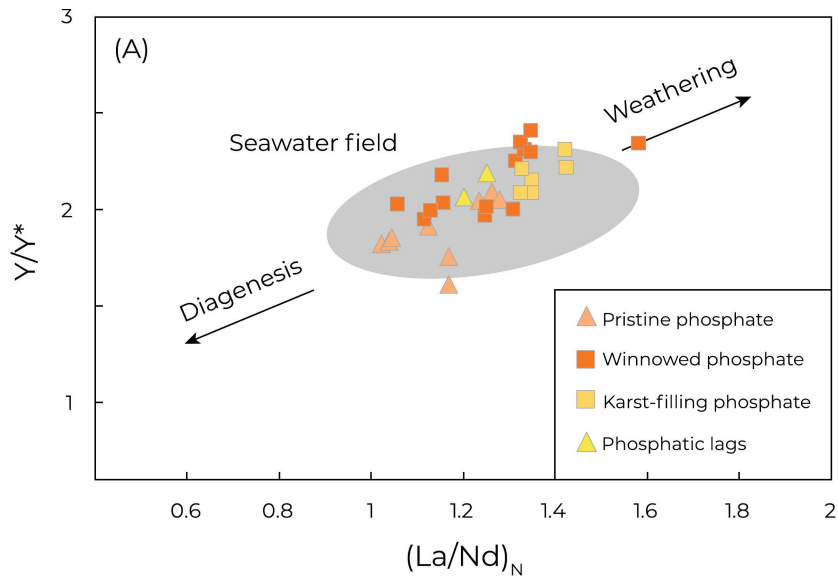 3
(A)
Weathering
Seawater field
2
Y/Y*
Diagenesis
Pristine phosphate
Winnowed phosphate
1
Karst-filling phosphate
Phosphatic lags
0.6
0.8
1
1.2
1.4
1.6
1.8
2
(La/Nd)N